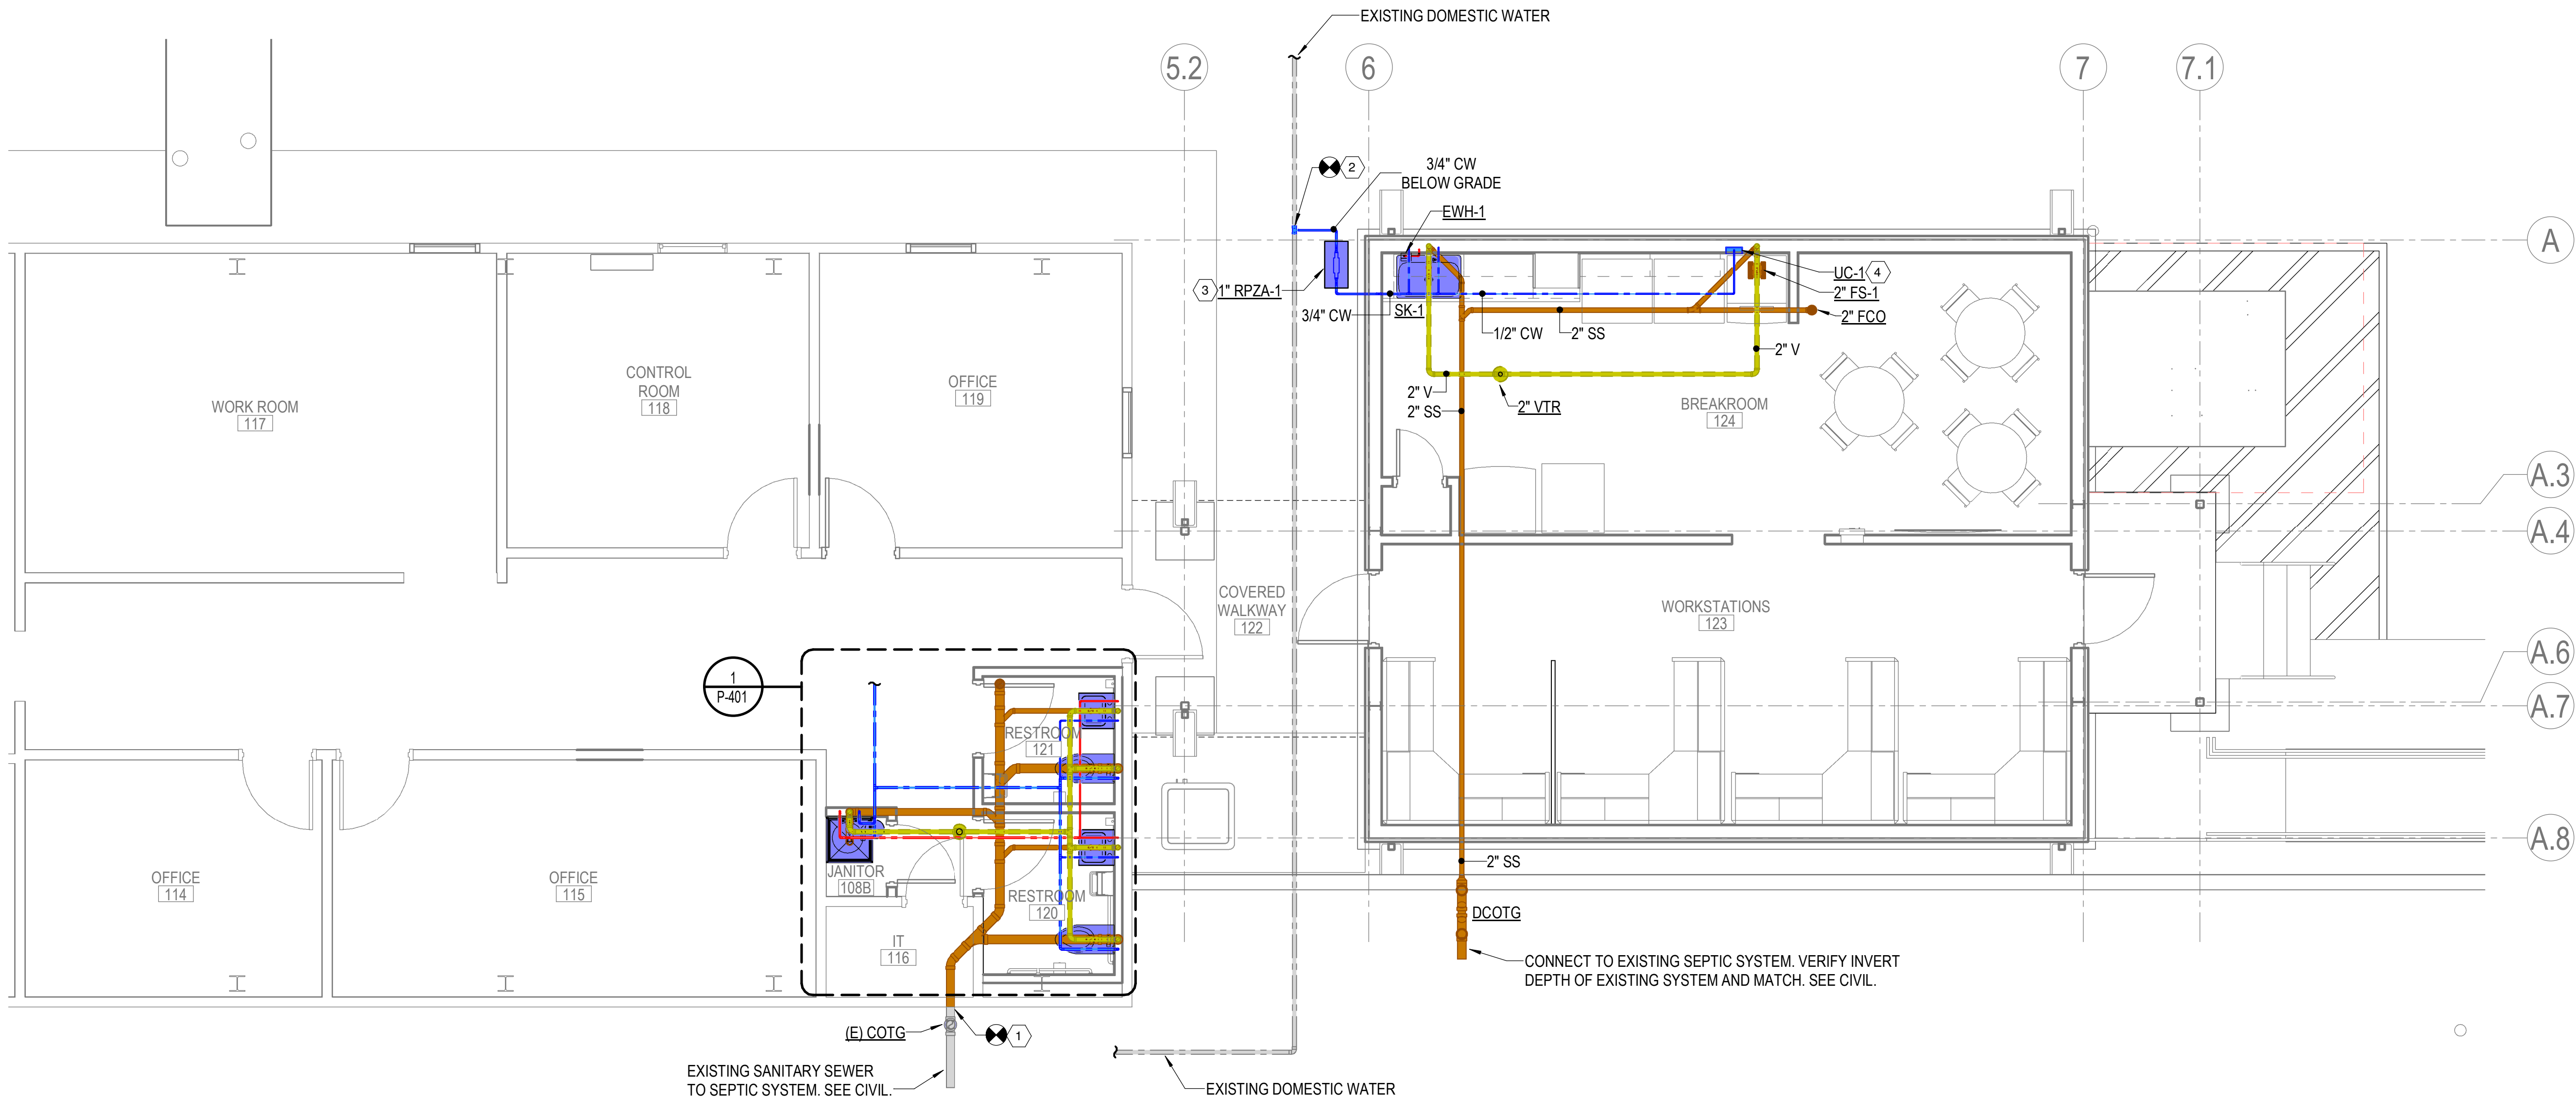 EXISTING DOMESTIC WATER
5.2
6
7
7.1
2
3/4" CW
BELOW GRADE
EWH-1
A
3
1" RPZA-1
3/4" CW
SK-1
1/2" CW
2" SS
UC-1
4
2" FS-1
2" FCO
2" V
2" V
2" SS
2" VTR
CONTROL
ROOM
118
OFFICE
119
WORK ROOM
117
BREAKROOM
124
A.3
A.4
COVERED
WALKWAY
122
WORKSTATIONS
123
A.6
A.7
1
P-401
RESTROOM
121
A.8
OFFICE
114
OFFICE
115
JANITOR
108B
RESTROOM
120
IT
116
2" SS
DCOTG
CONNECT TO EXISTING SEPTIC SYSTEM. VERIFY INVERT
DEPTH OF EXISTING SYSTEM AND MATCH. SEE CIVIL.
(E) COTG
1
EXISTING SANITARY SEWER
TO SEPTIC SYSTEM. SEE CIVIL.
EXISTING DOMESTIC WATER